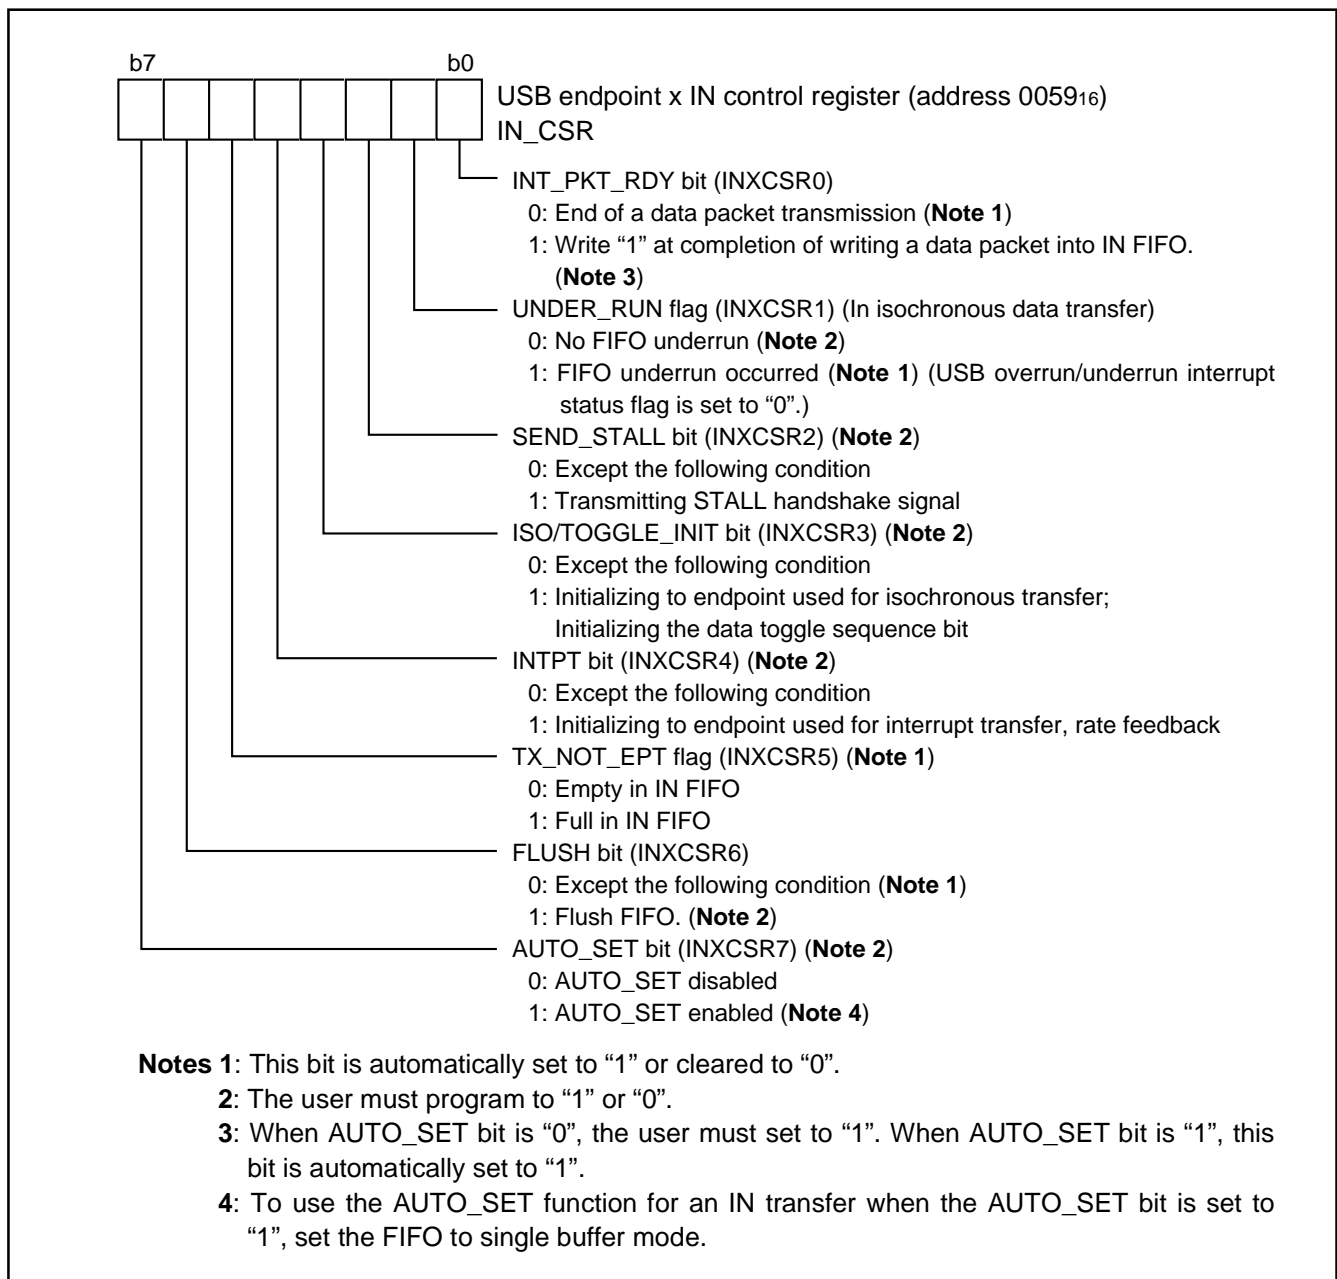 b7 b0
USB endpoint x IN control register (address 005916)
IN_CSR
INT_PKT_RDY bit (INXCSR0)
0: End of a data packet transmission (Note 1)
1: Write “1” at completion of writing a data packet into IN FIFO.
(Note 3)
UNDER_RUN flag (INXCSR1) (In isochronous data transfer)
0: No FIFO underrun (Note 2)
1: FIFO underrun occurred (Note 1) (USB overrun/underrun interrupt
status flag is set to “0”.)
SEND_STALL bit (INXCSR2) (Note 2)
0: Except the following condition
1: Transmitting STALL handshake signal
ISO/TOGGLE_INIT bit (INXCSR3) (Note 2)
0: Except the following condition
1: Initializing to endpoint used for isochronous transfer;
Initializing the data toggle sequence bit
INTPT bit (INXCSR4) (Note 2)
0: Except the following condition
1: Initializing to endpoint used for interrupt transfer, rate feedback
TX_NOT_EPT flag (INXCSR5) (Note 1)
0: Empty in IN FIFO
1: Full in IN FIFO
FLUSH bit (INXCSR6)
0: Except the following condition (Note 1)
1: Flush FIFO. (Note 2)
AUTO_SET bit (INXCSR7) (Note 2)
0: AUTO_SET disabled
1: AUTO_SET enabled (Note 4)
Notes 1: This bit is automatically set to “1” or cleared to “0”.
2: The user must program to “1” or “0”.
3: When AUTO_SET bit is “0”, the user must set to “1”. When AUTO_SET bit is “1”, this
bit is automatically set to “1”.
4: To use the AUTO_SET function for an IN transfer when the AUTO_SET bit is set to
“1”, set the FIFO to single buffer mode.